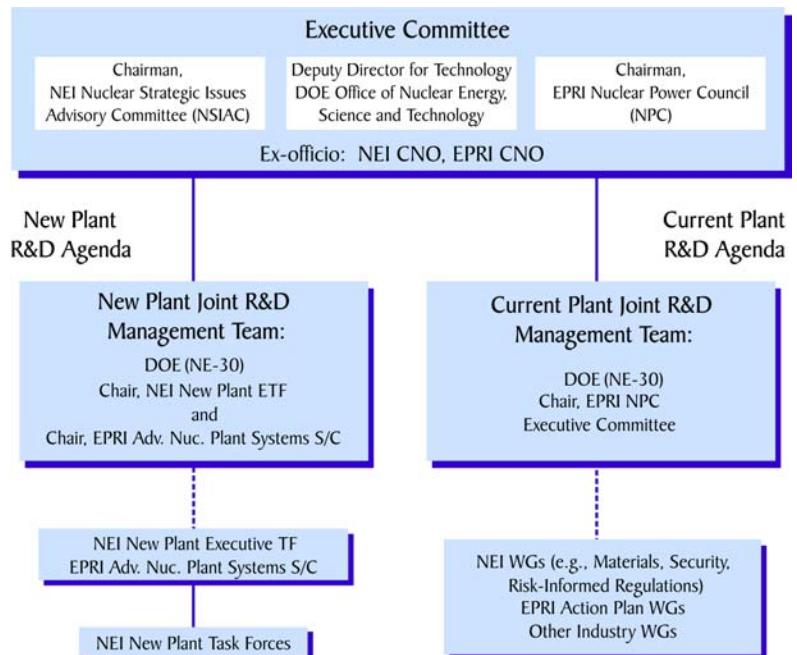 Executive Committee
Chairman,
NEI Nuclear Strategic Issues
Advisory Committee (NSIAC)
Deputy Director for Technology
DOE Office of Nuclear Energy,
Science and Technology
Chairman,
EPRI Nuclear Power Council
(NPC)
Ex-officio: NEI CNO, EPRI CNO
New Plant
R&D Agenda
Current Plant
R&D Agenda
New Plant Joint R&D
Management Team:
DOE (NE-30)
Chair, NEI New Plant ETF
and
Chair, EPRI Adv. Nuc. Plant Systems S/C
Current Plant Joint R&D
Management Team:
DOE (NE-30)
Chair, EPRI NPC
Executive Committee
NEI New Plant Executive TF
EPRI Adv. Nuc. Plant Systems S/C
NEI New Plant Task Forces
NEI WGs (e.g., Materials, Security,
Risk-Informed Regulations)
EPRI Action Plan WGs
Other Industry WGs